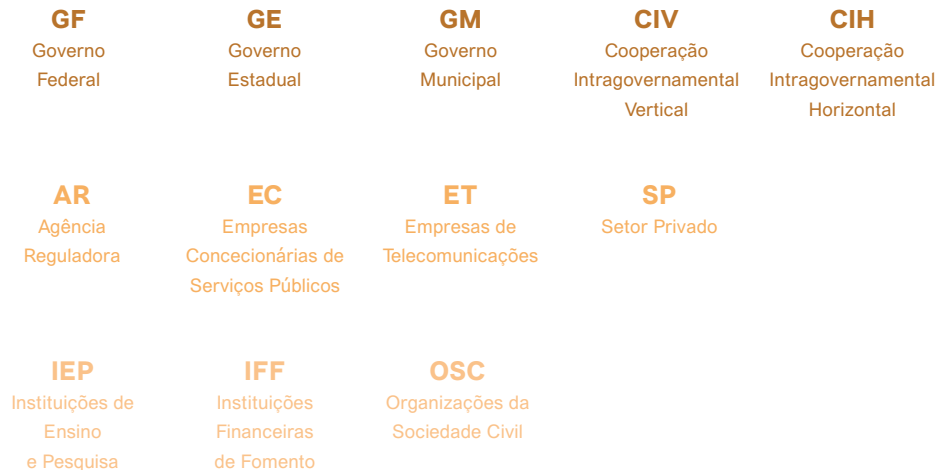 GF
Governo
Federal
GE
Governo
Estadual
GM
Governo
Municipal
CIV
Cooperação
Intragovernamental
Vertical
CIH
Cooperação
Intragovernamental
Horizontal
AR
Agência
Reguladora
EC
Empresas
Concecionárias de
Serviços Públicos
ET
Empresas de
Telecomunicações
SP
Setor Privado
IEP
Instituições de
Ensino
e Pesquisa
IFF
Instituições
Financeiras
de Fomento
OSC
Organizações da
Sociedade Civil